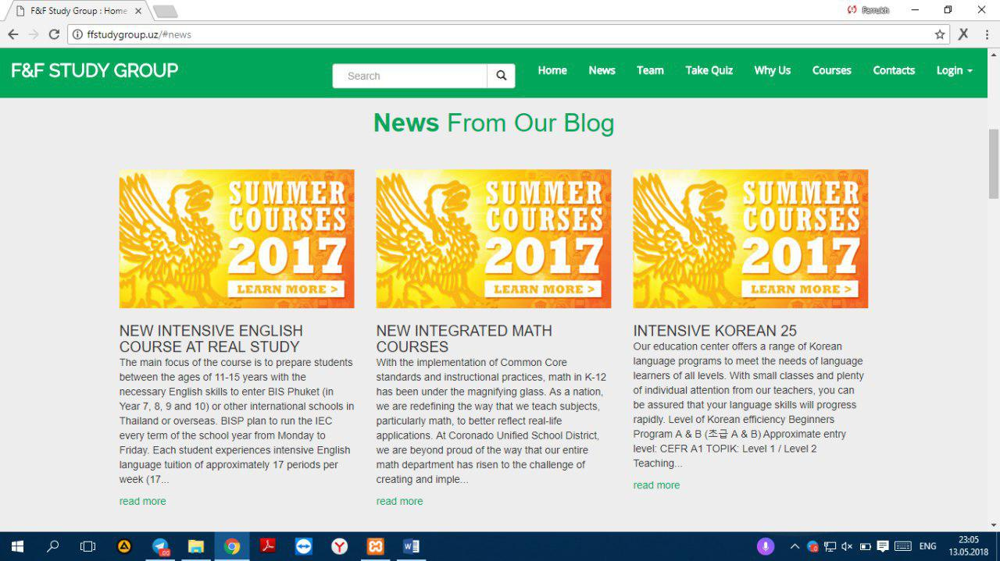 F&F Study Group : Home
Farrukh
ffstudygroup.uz/#news
F&F STUDY GROUP
Search
Home News Team Take Quiz Why Us Courses Contacts Login
News From Our Blog
SUMMER
COURSES
2017
LEARN MORE >
SUMMER
COURSES
2017
LEARN MORE >
SUMMER
COURSES
2017
LEARN MORE >
NEW INTENSIVE ENGLISH
COURSE AT REAL STUDY
The main focus of the course is to prepare students
between the ages of 11-15 years with the
necessary English skills to enter BIS Phuket (in
Year 7, 8, 9 and 10) or other international schools in
Thailand or overseas. BISP plan to run the IEC
every term of the school year from Monday to
Friday. Each student experiences intensive English
language tuition of approximately 17 periods per
week (17...
read more
NEW INTEGRATED MATH
COURSES
With the implementation of Common Core
standards and instructional practices, math in K-12
has been under the magnifying glass. As a nation,
we are redefining the way that we teach subjects,
particularly math, to better reflect real-life
applications. At Coronado Unified School District,
we are beyond proud of the way that our entire
math department has risen to the challenge of
creating and imple...
read more
INTENSIVE KOREAN 25
Our education center offers a range of Korean
language programs to meet the needs of language
learners of all levels. With small classes and plenty
of individual attention from our teachers, you can
be assured that your language skills will progress
rapidly. Level of Korean efficiency Beginners
Program A & B (초급 A & B) Approximate entry
level: CEFR A1 TOPIK: Level 1 / Level 2
Teaching...
read more
ENG
23:05
13.05.2018